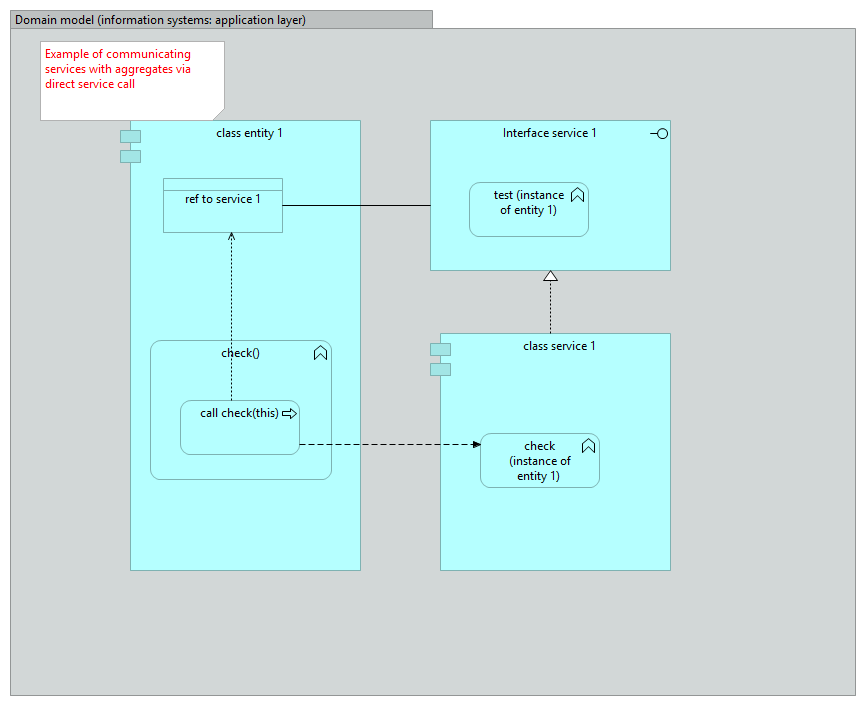 Domain model (information systems: application layer)
Example of communicating
services with aggregates via
direct service call
class entity 1
Interface service 1
ref to service 1
test (instance
of entity 1)
check()
class service 1
call check(this)
check
(instance of
entity 1)